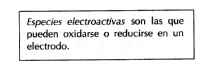 Especies electroactivas son las que
pueden oxidarse o reducirse en un
electrodo.